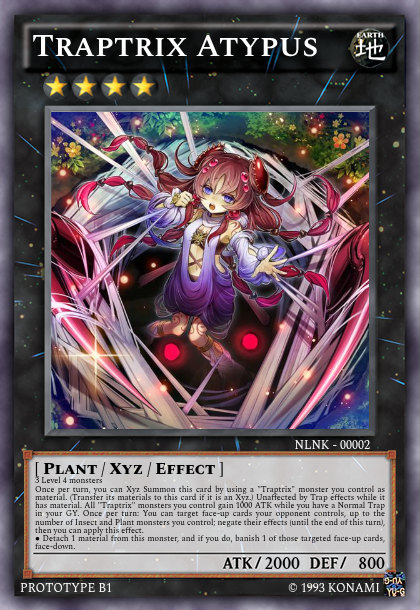 TRAPTRIX ATYPUS
EARTH
地
NLNK - 00002
[ PLANT / XYZ / EFFECT ]
3 Level 4 monsters
Once per turn, you can Xyz Summon this card by using a "Traptrix" monster you control as
material. (Transfer its materials to this card if it is an Xyz.) Unaffected by Trap effects while it
has material. All "Traptrix" monsters you control gain 1000 ATK while you have a Normal Trap
in your GY. Once per turn: You can target face-up cards your opponent controls, up to the
number of Insect and Plant monsters you control; negate their effects (until the end of this turn),
then you can apply this effect.
● Detach 1 material from this monster, and if you do, banish 1 of those targeted face-up cards,
face-down.
ATK/ 2000 DEF/ 800
PROTOTYPE B1
© 1993 KONAMI